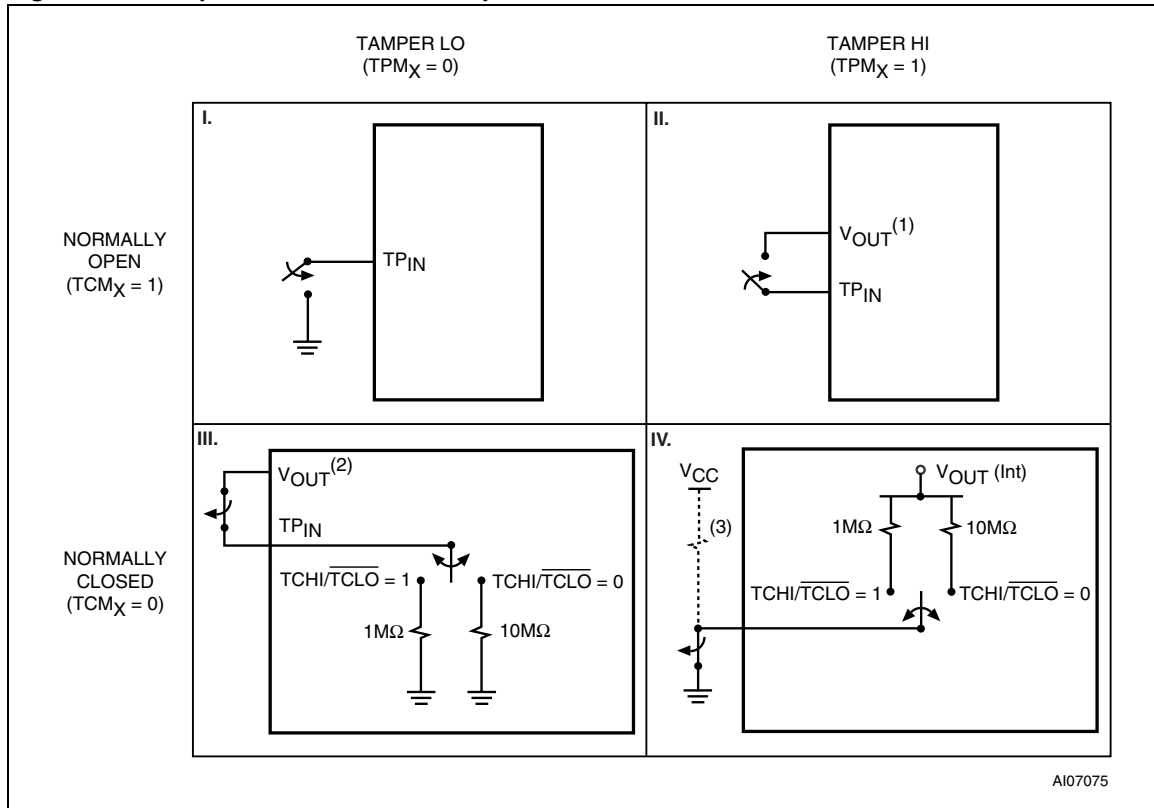 TAMPER LO
(TPMX = 0)
TAMPER HI
(TPMX = 1)
NORMALLY
OPEN
(TCMX = 1)
I.
TPIN
II.
VOUT(1)
TPIN
NORMALLY
CLOSED
(TCMX = 0)
III.
VOUT(2)
TPIN
TCHI/TCLO = 1
TCHI/TCLO = 0
1MΩ
10MΩ
IV.
VCC
(3)
VOUT (Int)
1MΩ
10MΩ
TCHI/TCLO = 1
TCHI/TCLO = 0
AI07075